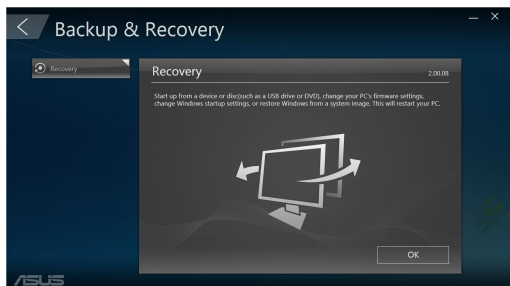 Backup & Recovery
Recovery
Recovery
2.00.08
Start up from a device or disc(such as a USB drive or DVD), change your PC's firmware settings,
change Windows startup settings, or restore Windows from a system image. This will restart your PC.
OK
ASUS